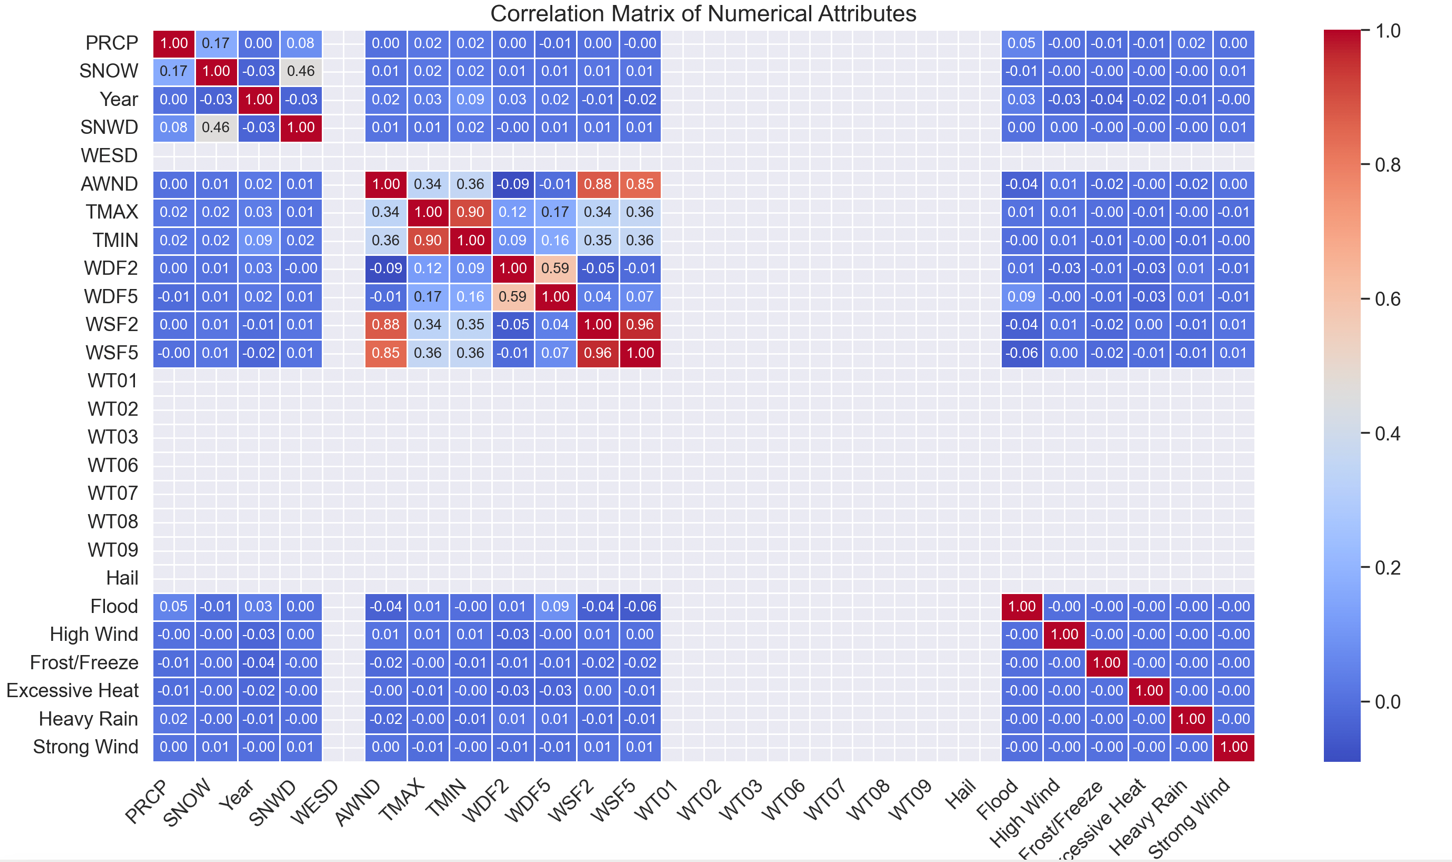 Correlation Matrix of Numerical Attributes
PRCP 1.00 0.17 0.00 0.08 0.00 0.02 0.02 0.00 -0.01 0.00 -0.00 0.05 -0.00 -0.01 -0.01 0.02 0.00
SNOW 0.17 1.00 -0.03 0.46 0.01 0.02 0.02 0.01 0.01 0.01 0.01 -0.01 -0.00 -0.00 -0.00 -0.00 0.01
Year 0.00 -0.03 1.00 -0.03 0.02 0.03 0.09 0.03 0.02 -0.01 -0.02 0.03 -0.03 -0.04 -0.02 -0.01 -0.00
SNWD 0.08 0.46 -0.03 1.00 0.01 0.01 0.02 -0.00 0.01 0.01 0.01 0.00 0.00 -0.00 -0.00 -0.00 0.01
WESD
AWND 0.00 0.01 0.02 0.01 1.00 0.34 0.36 -0.09 -0.01 0.88 0.85 -0.04 0.01 -0.02 -0.00 -0.02 0.00
TMAX 0.02 0.02 0.03 0.01 0.34 1.00 0.90 0.12 0.17 0.34 0.36 0.01 0.01 -0.00 -0.01 -0.00 -0.01
TMIN 0.02 0.02 0.09 0.02 0.36 0.90 1.00 0.09 0.16 0.35 0.36 -0.00 0.01 -0.01 -0.00 -0.01 -0.00
WDF2 0.00 0.01 0.03 -0.00 -0.09 0.12 0.09 1.00 0.59 -0.05 -0.01 0.01 -0.03 -0.01 -0.03 0.01 -0.01
WDF5 -0.01 0.01 0.02 0.01 -0.01 0.17 0.16 0.59 1.00 0.04 0.07 0.09 -0.00 -0.01 -0.03 0.01 -0.01
WSF2 0.00 0.01 -0.01 0.01 0.88 0.34 0.35 -0.05 0.04 1.00 0.96 -0.04 0.01 -0.02 0.00 -0.01 0.01
WSF5 -0.00 0.01 -0.02 0.01 0.85 0.36 0.36 -0.01 0.07 0.96 1.00 -0.06 0.00 -0.02 -0.01 -0.01 0.01
WT01
WT02
WT03
WT06
WT07
WT08
WT09
Hail
Flood 0.05 -0.01 0.03 0.00 -0.04 0.01 -0.00 0.01 0.09 -0.04 -0.06 1.00 -0.00 -0.00 -0.00 -0.00 -0.00
High Wind -0.00 -0.00 -0.03 0.00 0.01 0.01 0.01 -0.03 -0.00 0.01 0.00 -0.00 1.00 -0.00 -0.00 -0.00 -0.00
Frost/Freeze -0.01 -0.00 -0.04 -0.00 -0.02 -0.00 -0.01 -0.01 -0.01 -0.02 -0.02 -0.00 -0.00 1.00 -0.00 -0.00 -0.00
Excessive Heat -0.01 -0.00 -0.02 -0.00 -0.00 -0.01 -0.00 -0.03 -0.03 0.00 -0.01 -0.00 -0.00 -0.00 1.00 -0.00 -0.00
Heavy Rain 0.02 -0.00 -0.01 -0.00 -0.02 -0.00 -0.01 0.01 0.01 -0.01 -0.01 -0.00 -0.00 -0.00 -0.00 1.00 -0.00
Strong Wind 0.00 0.01 -0.00 0.01 0.00 -0.01 -0.00 -0.01 -0.01 0.01 0.01 -0.00 -0.00 -0.00 -0.00 -0.00 1.00
PRCP SNOW Year SNWD WESD AWND TMAX TMIN WDF2 WDF5 WSF2 WSF5 WT01 WT02 WT03 WT06 WT07 WT08 WT09 Hail Flood High Wind Frost/Freeze cessive Heat Heavy Rain Strong Wind
1.0
0.8
0.6
0.4
0.2
0.0